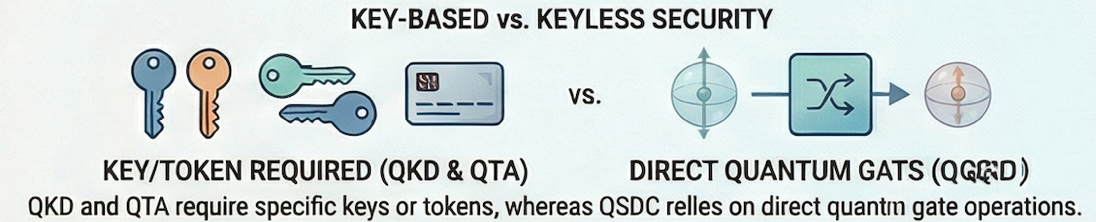 KEY-BASED vs. KEYLESS SECURITY
vs.
KEY/TOKEN REQUIRED (QKD & QTA)
DIRECT QUANTUM GATS
QKD and QTA require specific keys or tokens, whereas QSDC relles on direct quantm gate operations.